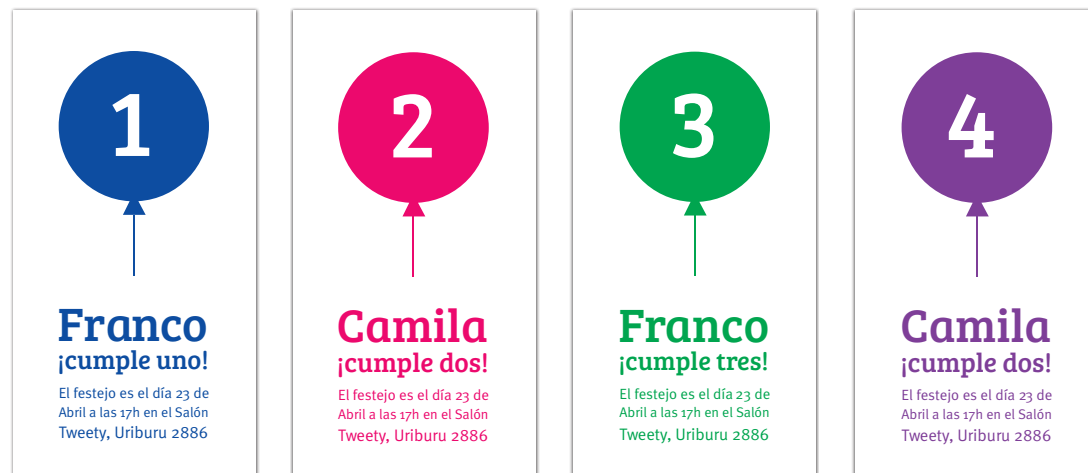 1
Franco
¡cumple uno!
El festejo es el día 23 de
Abril a las 17h en el Salón
Tweety, Uriburu 2886
2
Camila
¡cumple dos!
El festejo es el día 23 de
Abril a las 17h en el Salón
Tweety, Uriburu 2886
3
Franco
¡cumple tres!
El festejo es el día 23 de
Abril a las 17h en el Salón
Tweety, Uriburu 2886
4
Camila
¡cumple dos!
El festejo es el día 23 de
Abril a las 17h en el Salón
Tweety, Uriburu 2886